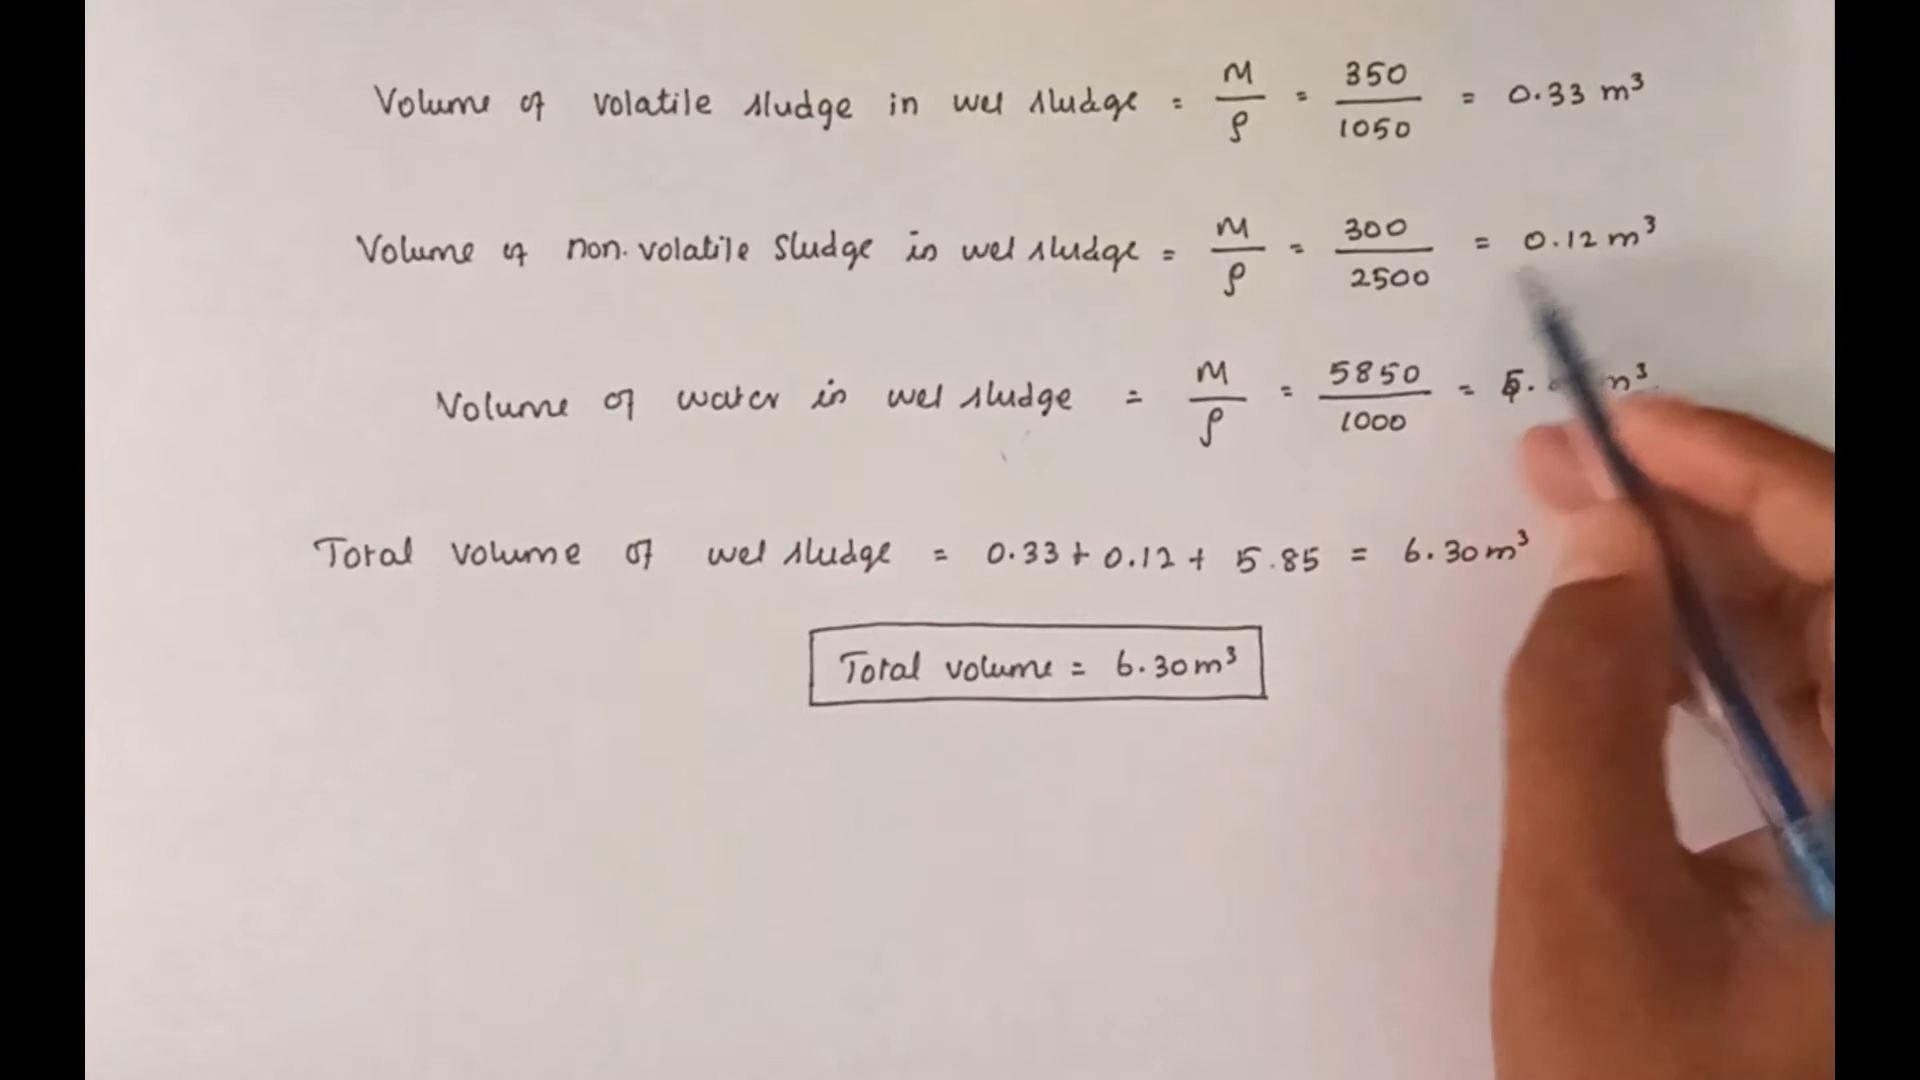 Volume of volatile sludge in wet sludge = M/ρ = 350/1050 = 0.33 m³
Volume of non-volatile sludge in wet sludge = M/ρ = 300/2500 = 0.12 m³
Volume of water in wet sludge = M/ρ = 5850/1000 =
Total volume of wet sludge = 0.33 + 0.12 + 5.85 = 6.30 m³
Total volume = 6.30 m³